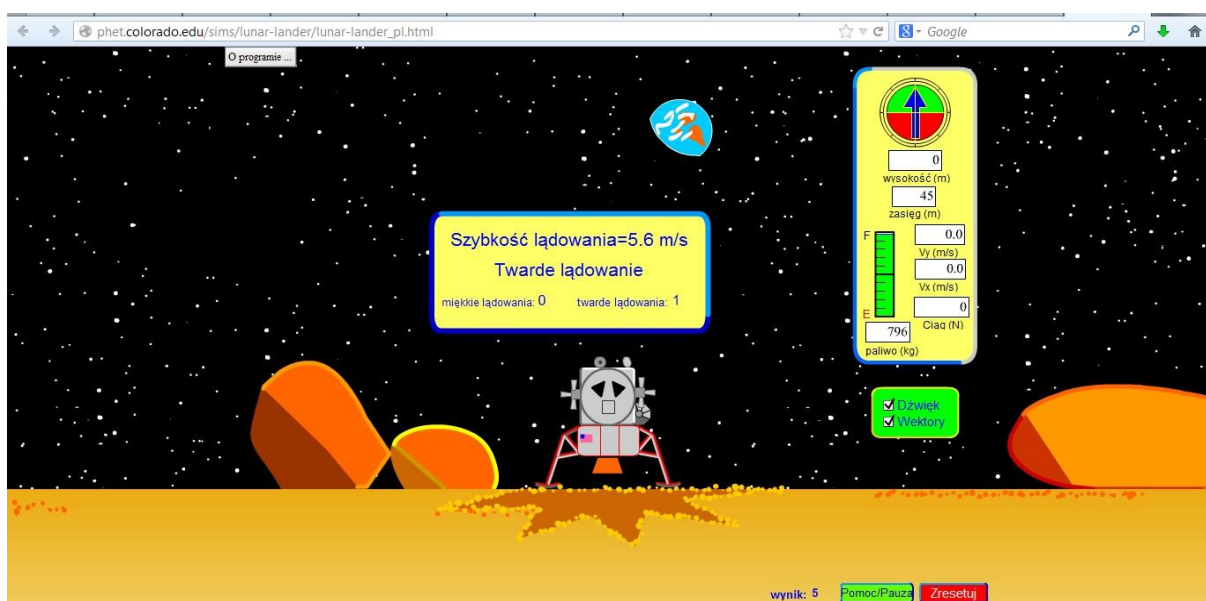 phet.colorado.edu/sims/lunar-lander/lunar-lander_pl.html
8 Google
O programie ...
Szybkość lądowania=5.6 m/s
Twarde lądowanie
miękkie lądowania: 0 twarde lądowania: 1
0
wysokość (m)
45
zasięg (m)
F
0.0
Vy (m/s)
0.0
Vx (m/s)
E
0
Ciąg (N)
796
paliwo (kg)
Dźwięk
Wektory
wynik: 5 Pomoc/Pauza Zresetuj